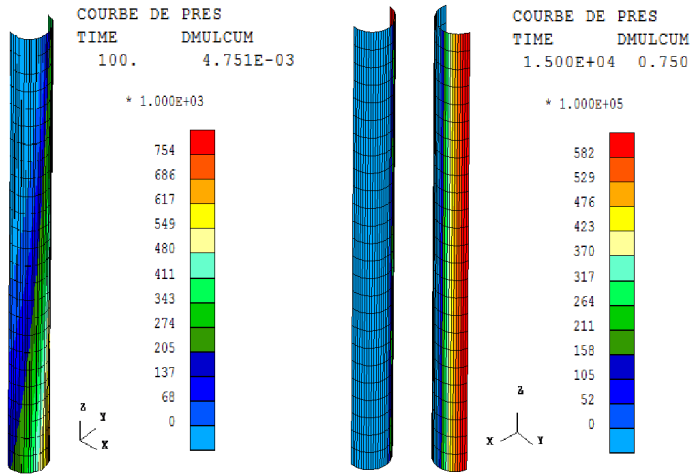 COURBE DE PRES
TIME DMULCUM
100. 4.751E-03
* 1.000E+03
754
686
617
549
480
411
343
274
205
137
68
0
Z
Y
X
COURBE DE PRES
TIME DMULCUM
1.500E+04 0.750
* 1.000E+05
582
529
476
423
370
317
264
211
158
105
52
0
Z
X Y